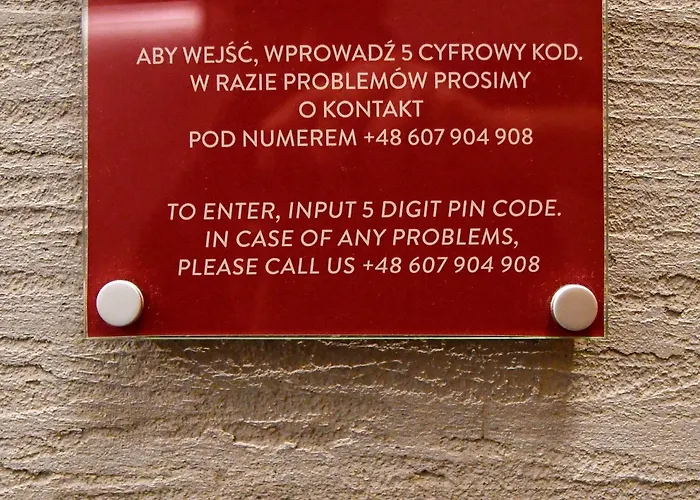 ABY WEJŚĆ, WPROWADŹ 5 CYFROWY KOD.
W RAZIE PROBLEMÓW PROSIMY
O KONTAKT
POD NUMEREM +48 607 904 908
TO ENTER, INPUT 5 DIGIT PIN CODE.
IN CASE OF ANY PROBLEMS,
PLEASE CALL US +48 607 904 908